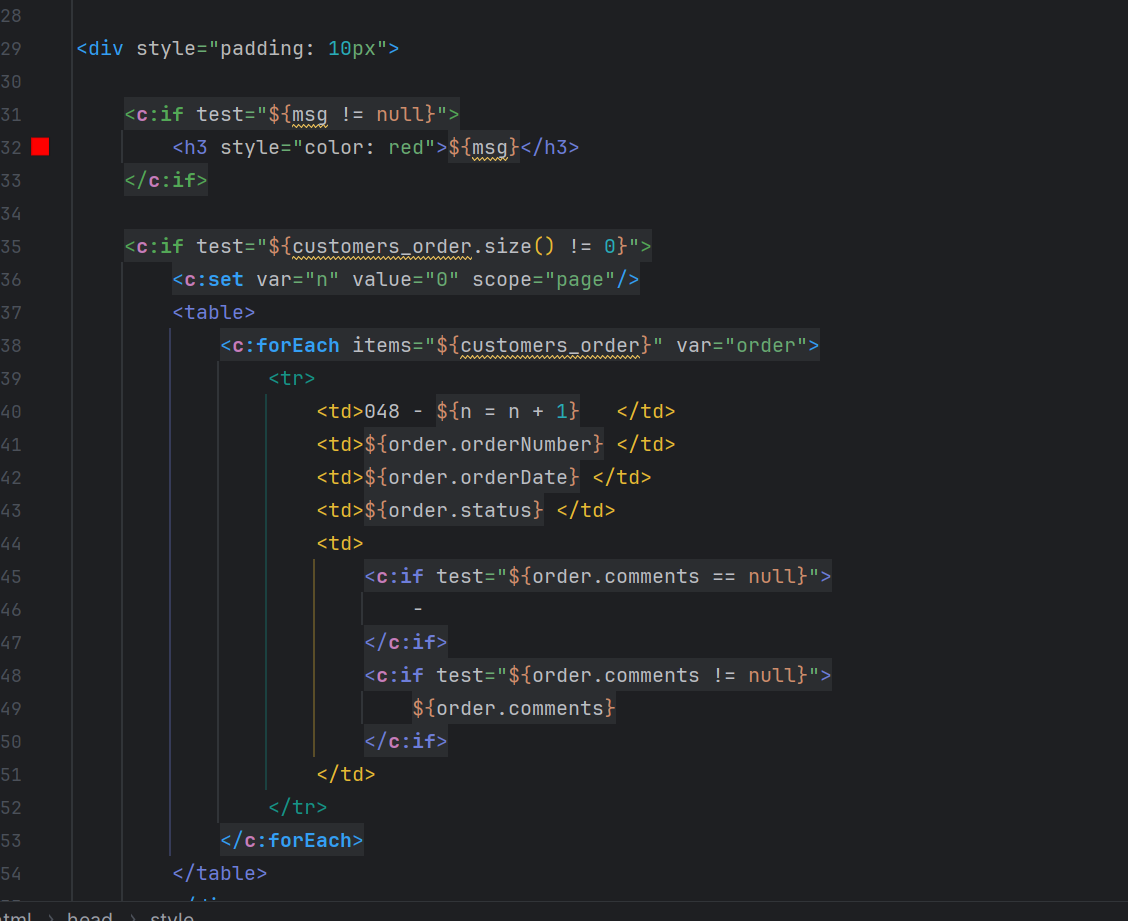 28
29 <div style="padding: 10px">
30
31 <c:if test="${msg != null}">
32 <h3 style="color: red">${msg}</h3>
33 </c:if>
34
35 <c:if test="${customers_order.size() != 0}">
36 <c:set var="n" value="0" scope="page"/>
37 <table>
38 <c:forEach items="${customers_order}" var="order">
39 <tr>
40 <td>048 - ${n = n + 1} </td>
41 <td>${order.orderNumber} </td>
42 <td>${order.orderDate} </td>
43 <td>${order.status} </td>
44 <td>
45 <c:if test="${order.comments == null}">
46 -
47 </c:if>
48 <c:if test="${order.comments != null}">
49 ${order.comments}
50 </c:if>
51 </td>
52 </tr>
53 </c:forEach>
54 </table>
html > head > style